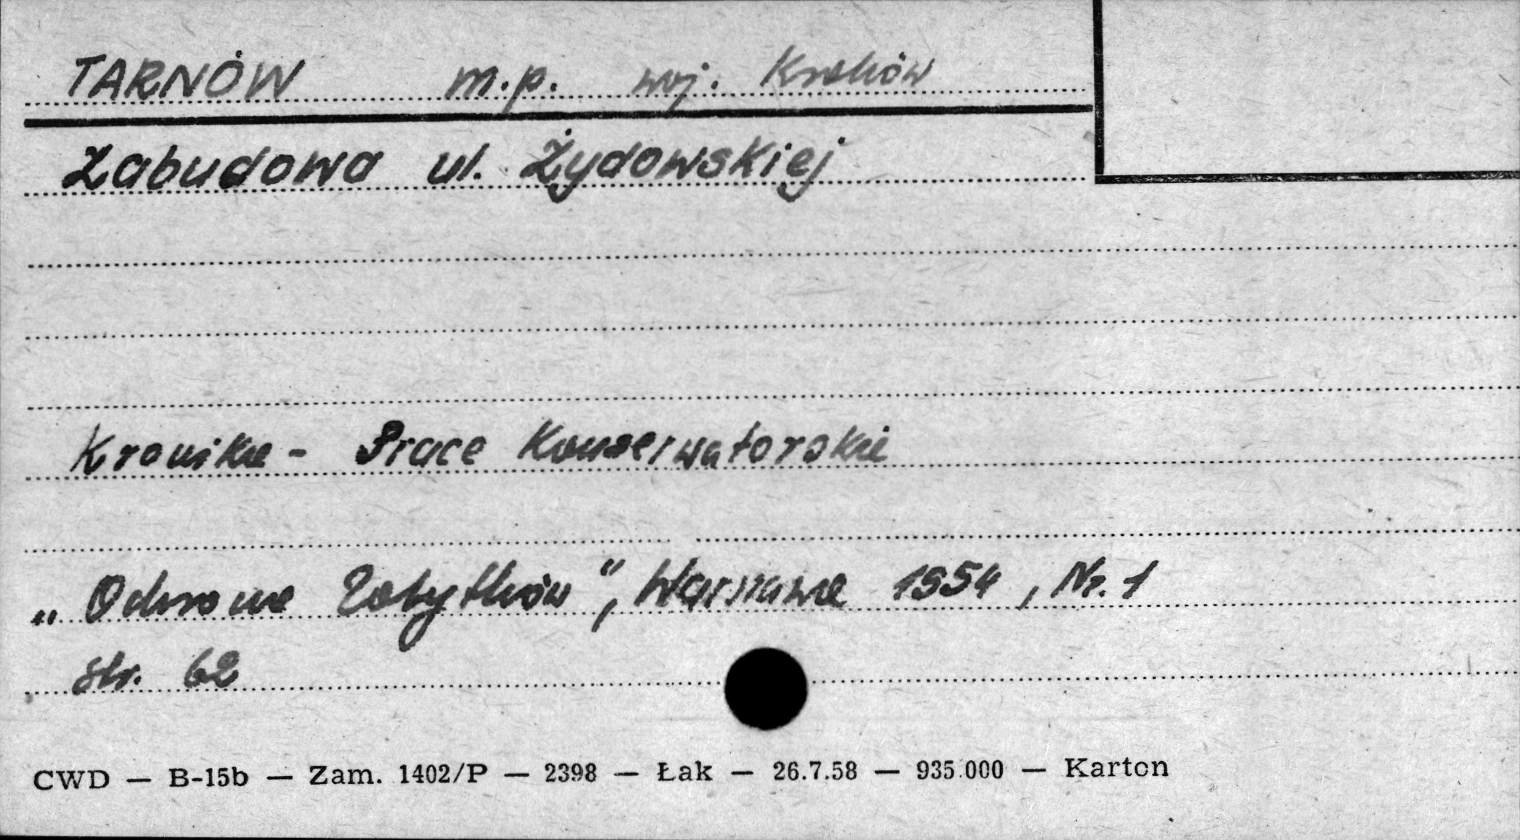 TARNÓW m.p. woj. Kraków
Zabudowa ul. Żydowskiej
Kronika - Prace Konserwatorskie
„Ochrona Zabytków", Warszawa 1954, Nr. 1
str. 62
CWD — B-15b — Zam. 1402/P — 2398 — Łak — 26.7.58 — 935.000 — Karton